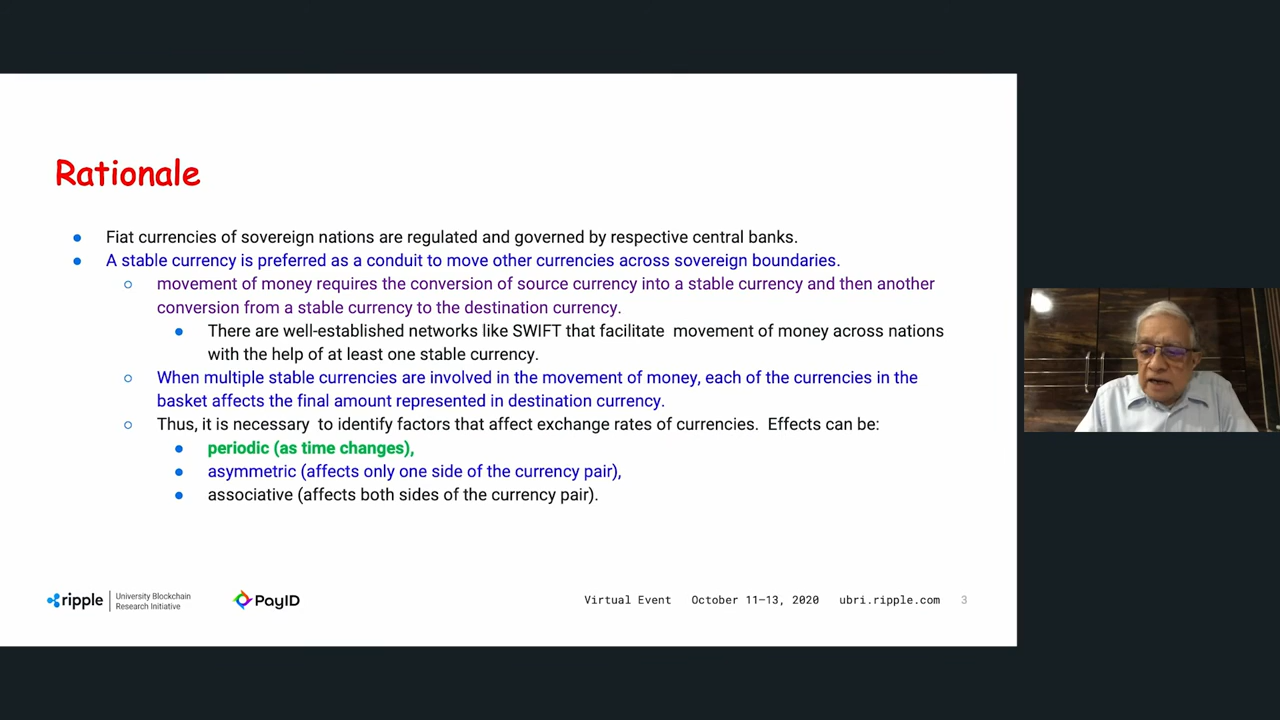 Rationale
Fiat currencies of sovereign nations are regulated and governed by respective central banks.
A stable currency is preferred as a conduit to move other currencies across sovereign boundaries.
movement of money requires the conversion of source currency into a stable currency and then another
conversion from a stable currency to the destination currency.
There are well-established networks like SWIFT that facilitate movement of money across nations
with the help of at least one stable currency.
When multiple stable currencies are involved in the movement of money, each of the currencies in the
basket affects the final amount represented in destination currency.
Thus, it is necessary to identify factors that affect exchange rates of currencies. Effects can be:
periodic (as time changes),
asymmetric (affects only one side of the currency pair),
associative (affects both sides of the currency pair).
ripple
University Blockchain
Research Initiative
PayID
Virtual Event October 11–13, 2020 ubri.ripple.com 3